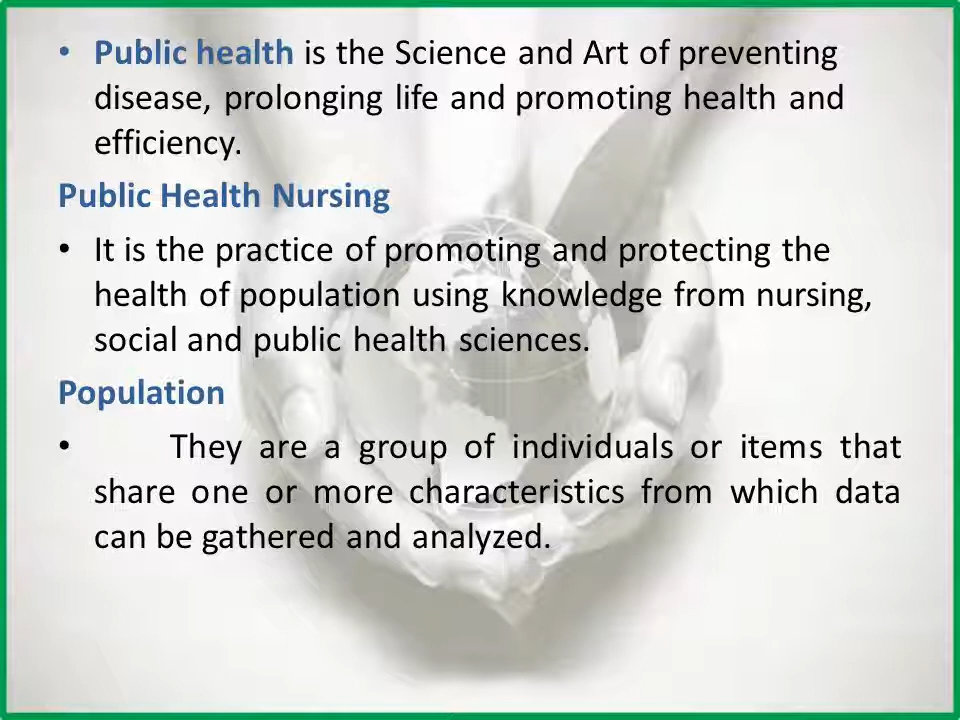 • Public health is the Science and Art of preventing
disease, prolonging life and promoting health and
efficiency.
Public Health Nursing
• It is the practice of promoting and protecting the
health of population using knowledge from nursing,
social and public health sciences.
Population
• They are a group of individuals or items that
share one or more characteristics from which data
can be gathered and analyzed.